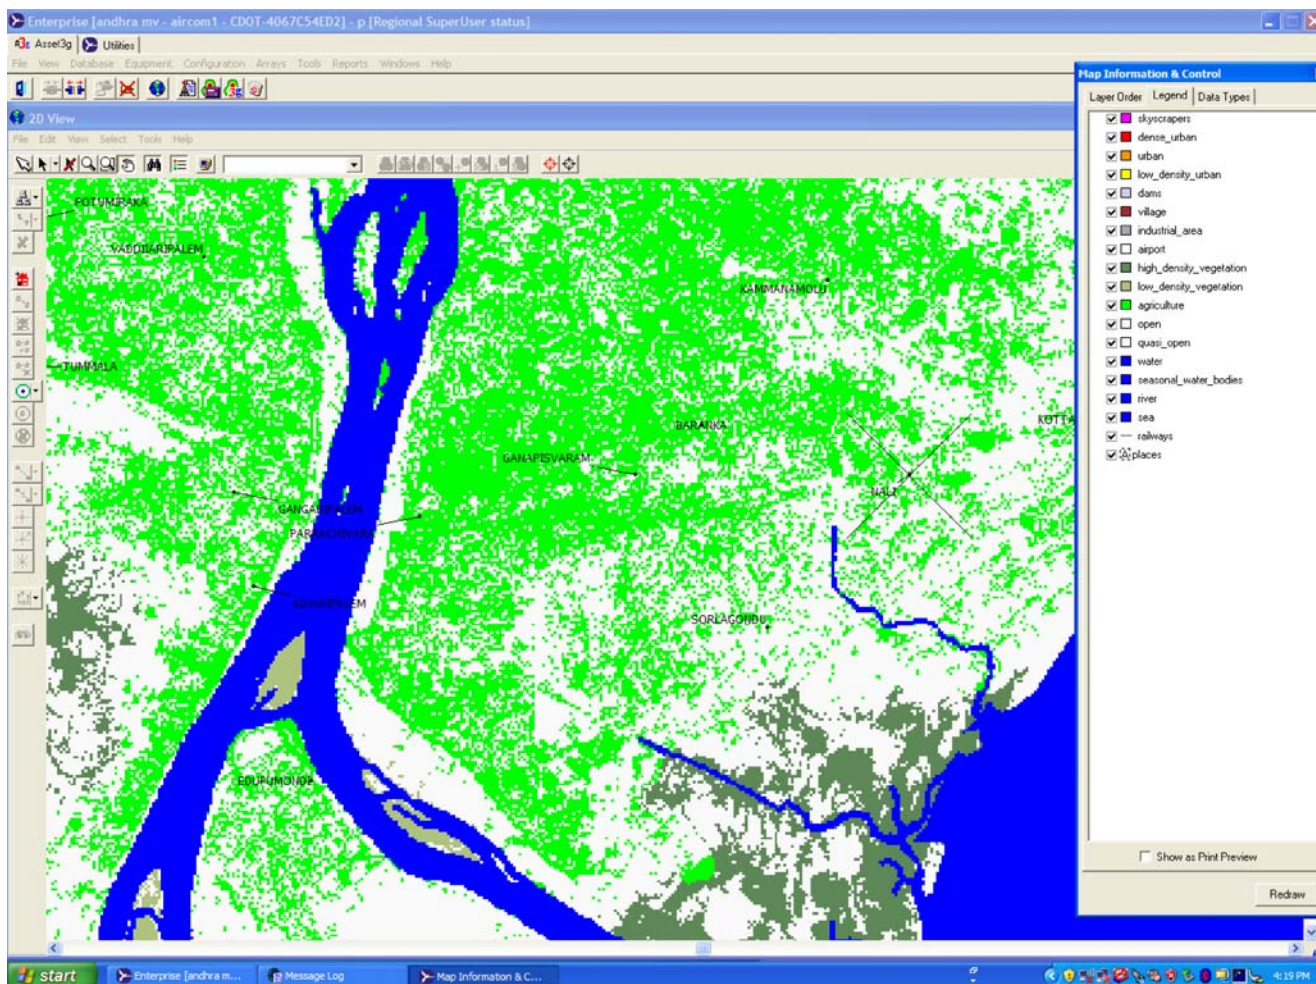 Enterprise [andhra mv - aircom1 - CDOT-4067C54ED2] - p [Regional SuperUser status]
Asset3g Utilities
File View Database Equipment Configuration Arrays Tools Reports Windows Help
2D View
File Edit View Select Tools Help
Map Information & Control
Layer Order Legend Data Types
skyscrapers
dense_urban
urban
low_density_urban
dams
village
industrial_area
airport
high_density_vegetation
low_density_vegetation
agriculture
open
quasi_open
water
seasonal_water_bodies
river
sea
railways
places
Show as Print Preview
Redraw
POTUMIRAKA
VADDIIARIPALEM
KAMMANAMOLU
TUMMALA
BARANKA
KOTTA
GANAPISVARAM
NALI
SORLAGONDU
start Enterprise [andhra m... Message Log Map Information & C... 4:19 PM